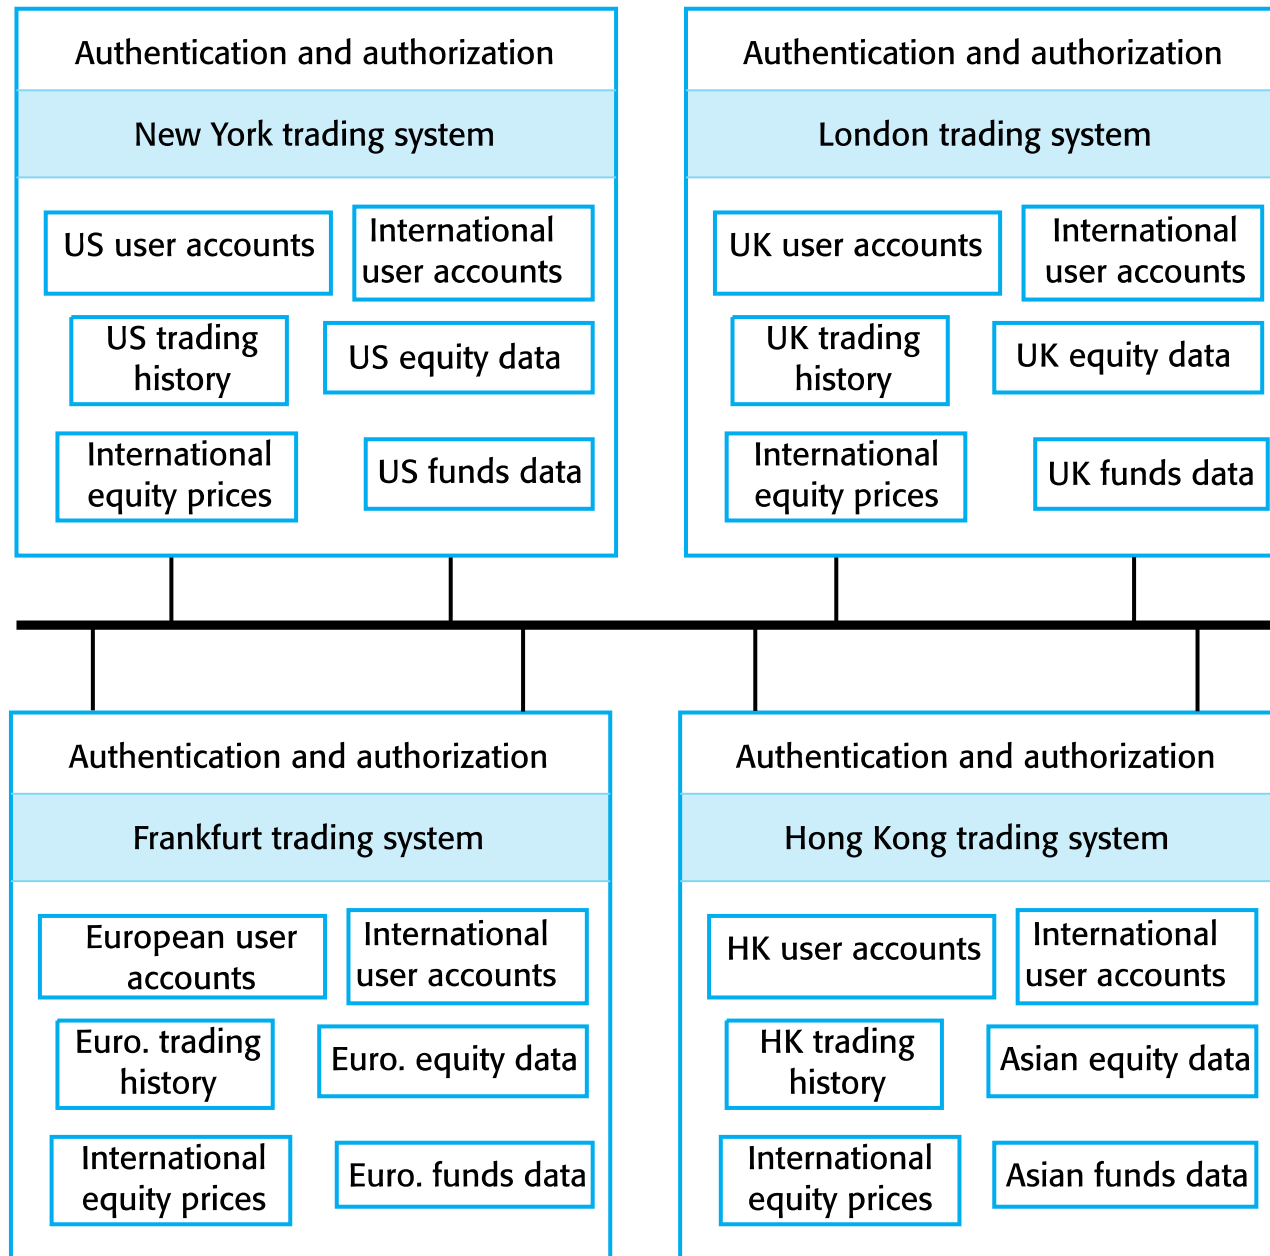 Authentication and authorization
New York trading system
US user accounts
International
user accounts
US trading
history
US equity data
International
equity prices
US funds data
Authentication and authorization
London trading system
UK user accounts
International
user accounts
UK trading
history
UK equity data
International
equity prices
UK funds data
Authentication and authorization
Frankfurt trading system
European user
accounts
International
user accounts
Euro. trading
history
Euro. equity data
International
equity prices
Euro. funds data
Authentication and authorization
Hong Kong trading system
HK user accounts
International
user accounts
HK trading
history
Asian equity data
International
equity prices
Asian funds data